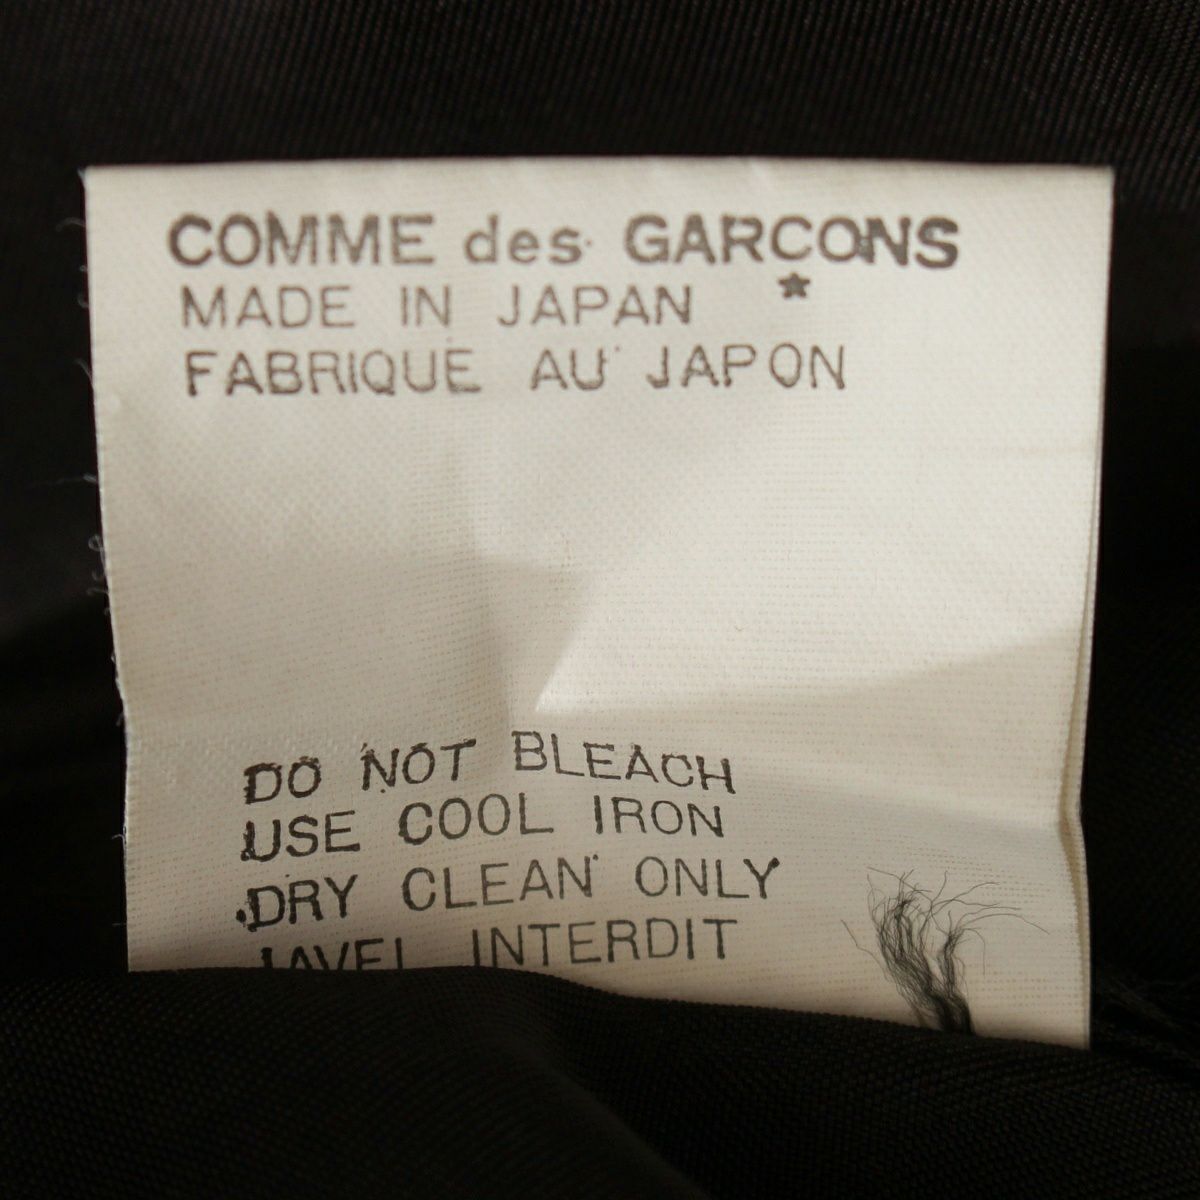 COMME des GARCONS
★
MADE IN JAPAN
FABRIQUE AU JAPON
DO NOT BLEACH
USE COOL IRON
DRY CLEAN ONLY
JAVEL INTERDIT